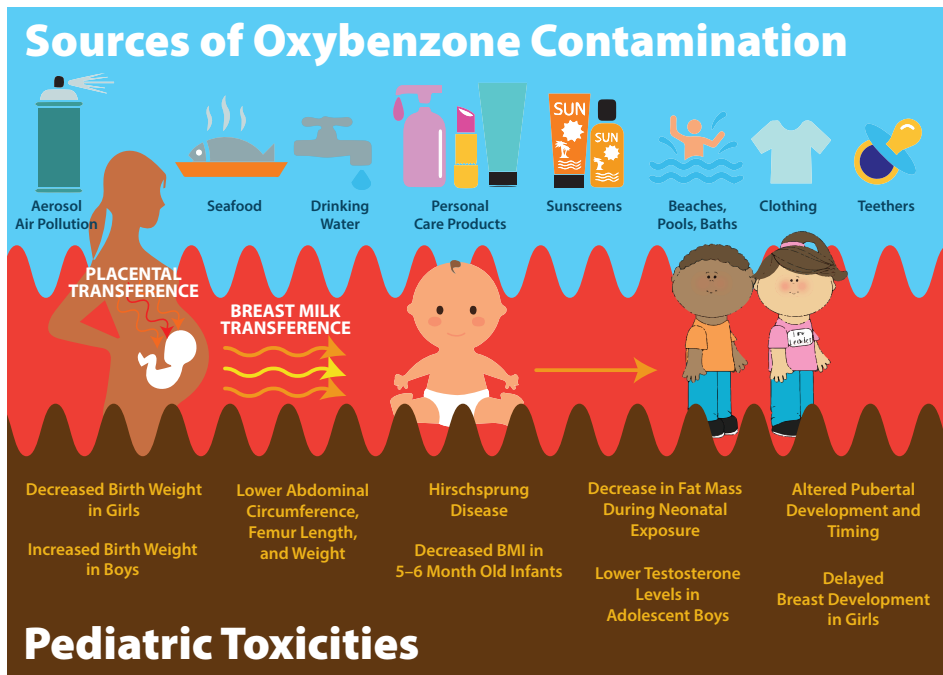 Sources of Oxybenzone Contamination
SUN
SUN
Aerosol
Air Pollution
Seafood
Drinking
Water
Personal
Care Products
Sunscreens
Beaches,
Pools, Baths
Clothing
Teethers
PLACENTAL
TRANSFERENCE
BREAST MILK
TRANSFERENCE
I am
Leader
Decreased Birth Weight
in Girls
Increased Birth Weight
in Boys
Lower Abdominal
Circumference,
Femur Length,
and Weight
Hirschsprung
Disease
Decreased BMI in
5–6 Month Old Infants
Decrease in Fat Mass
During Neonatal
Exposure
Lower Testosterone
Levels in
Adolescent Boys
Altered Pubertal
Development and
Timing
Delayed
Breast Development
in Girls
Pediatric Toxicities